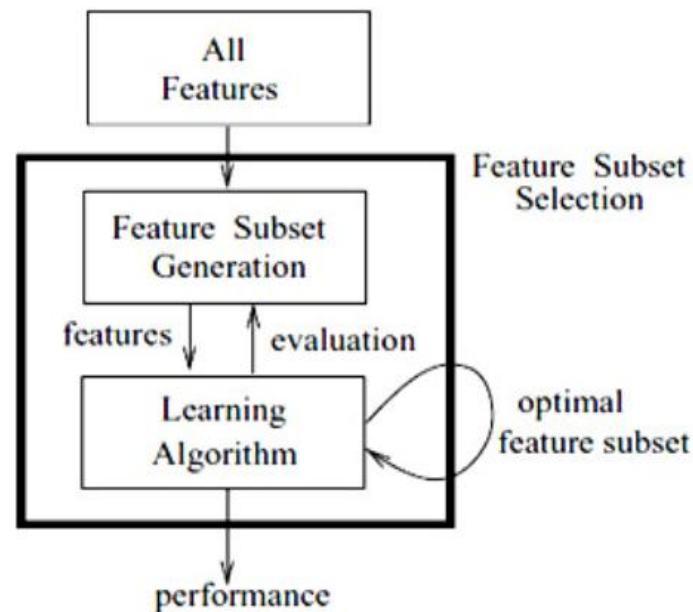 All
Features
Feature Subset
Selection
Feature Subset
Generation
features
evaluation
Learning
Algorithm
optimal
feature subset
performance